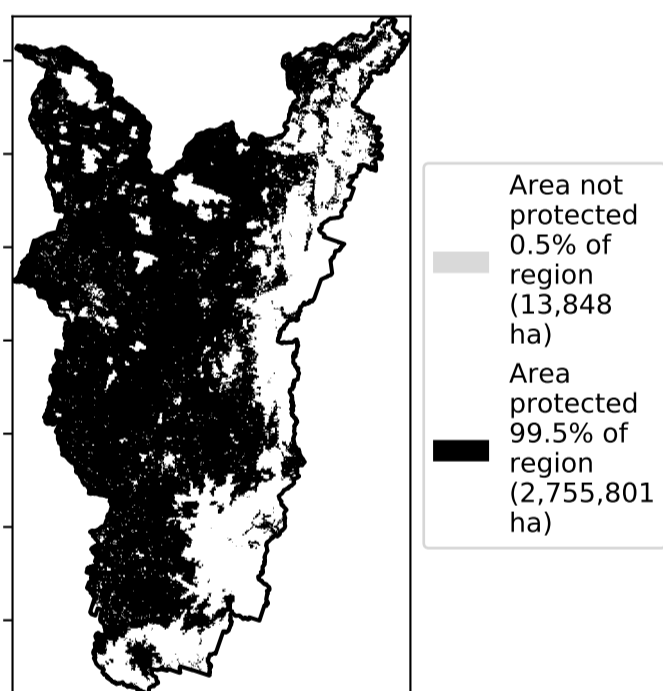 Area not
protected
0.5% of
region
(13,848
ha)
Area
protected
99.5% of
region
(2,755,801
ha)